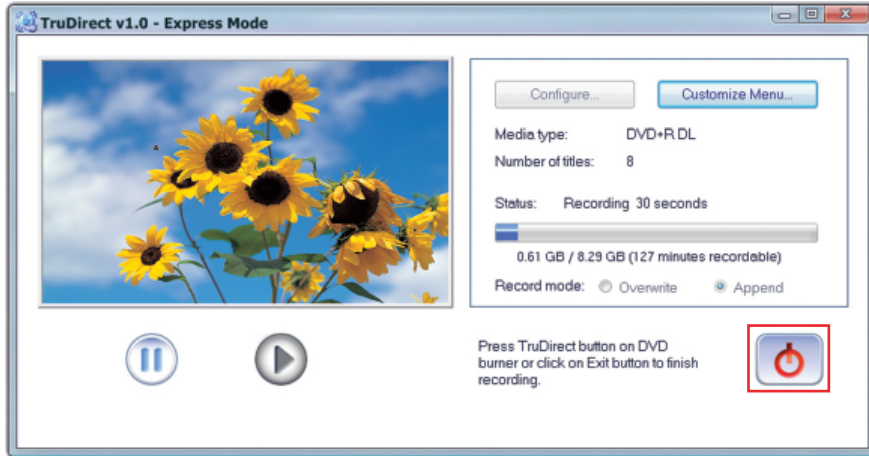 TruDirect v1.0 - Express Mode
Configure...
Customize Menu...
Media type: DVD+R DL
Number of titles: 8
Status: Recording 30 seconds
0.61 GB / 8.29 GB (127 minutes recordable)
Record mode: Overwrite Append
Press TruDirect button on DVD
burner or click on Exit button to finish
recording.